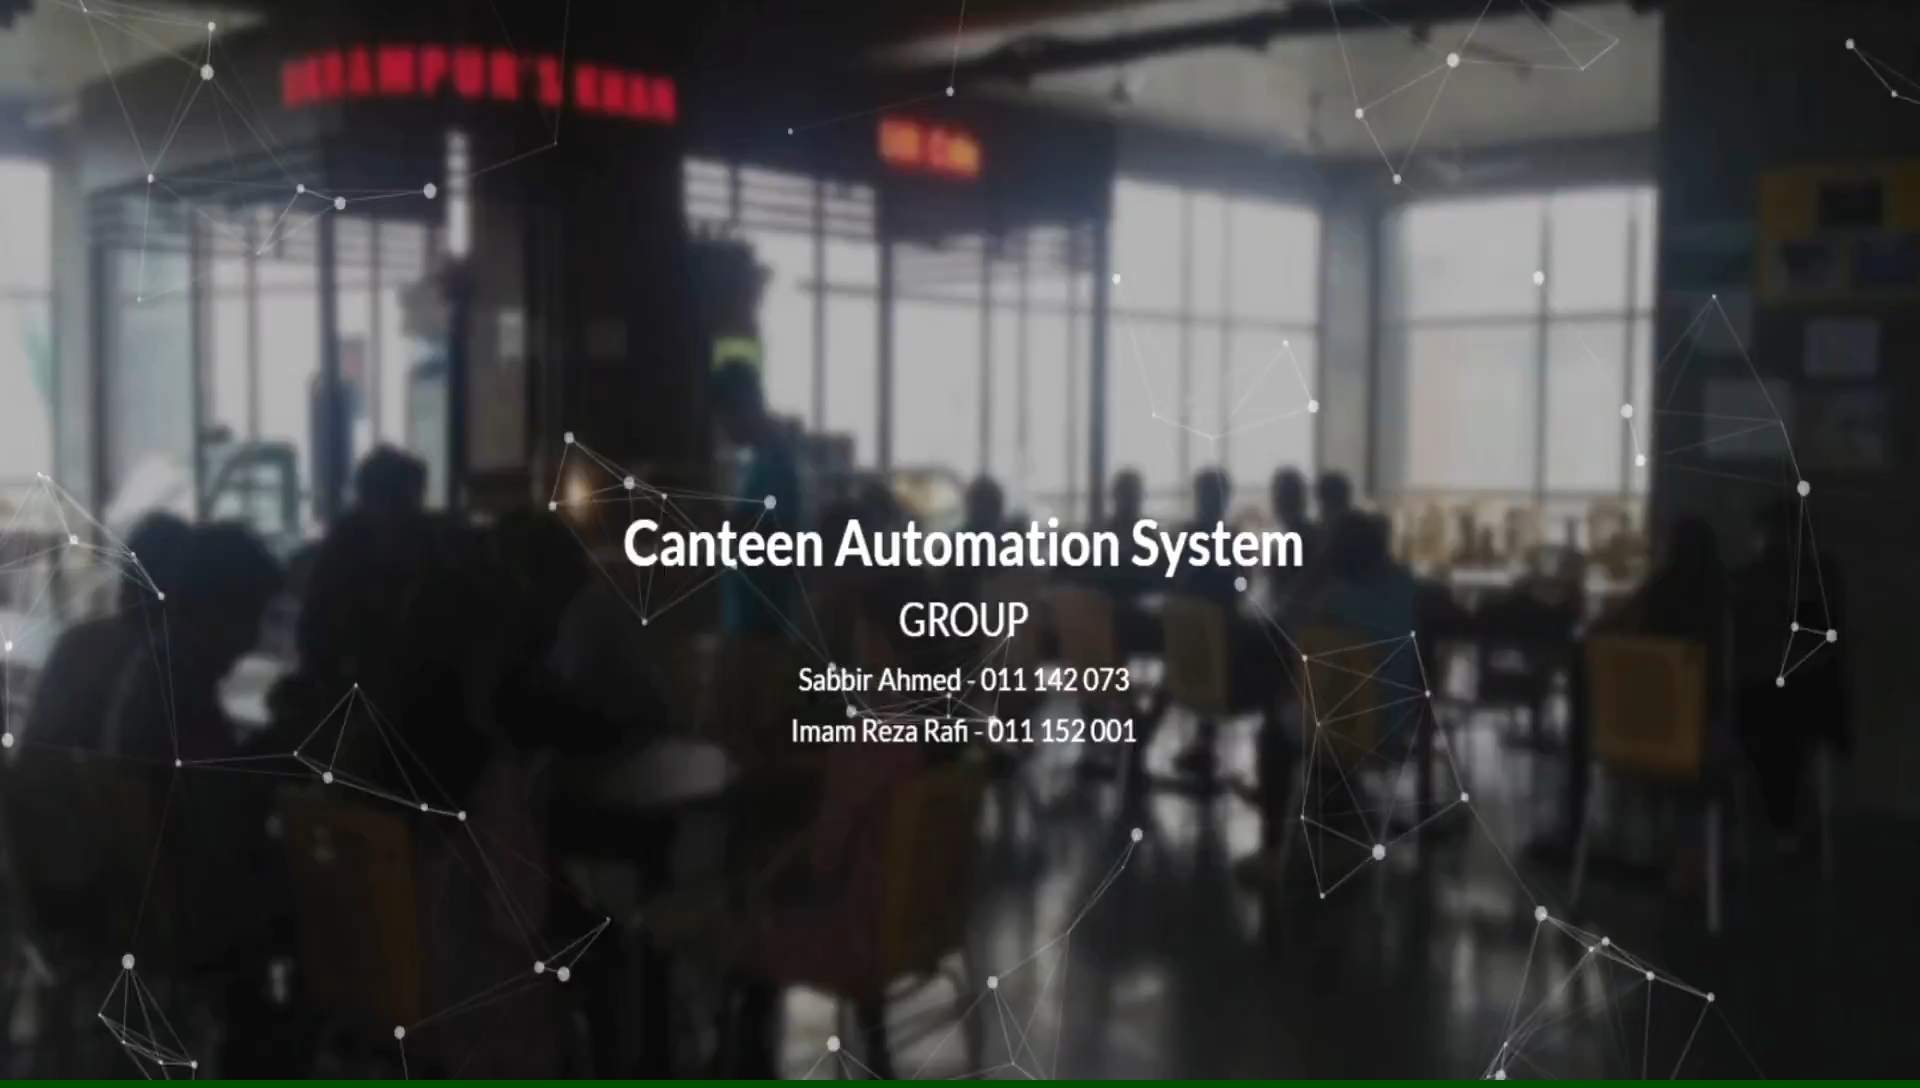 Canteen Automation System
GROUP
Sabbir Ahmed - 011 142 073
Imam Reza Rafi - 011 152 001